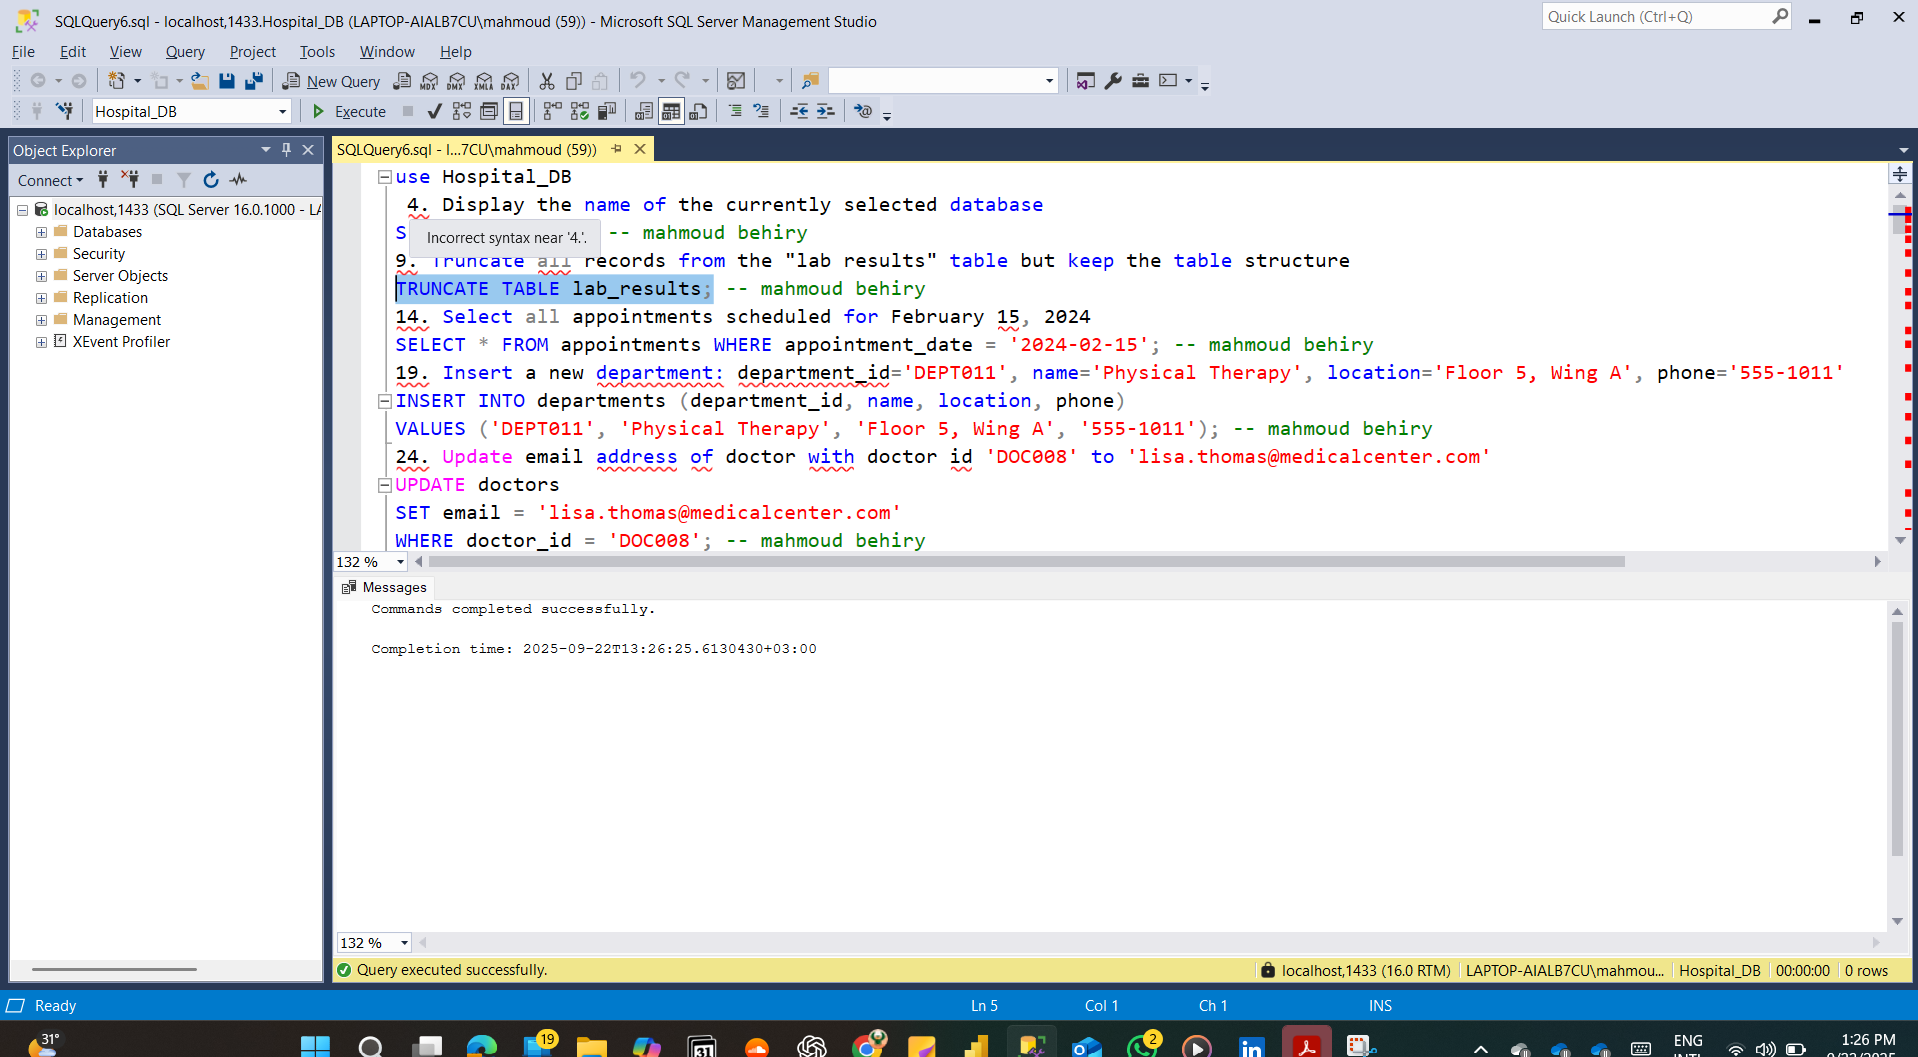 SQLQuery6.sql - localhost,1433.Hospital_DB (LAPTOP-AIALB7CU\mahmoud (59)) - Microsoft SQL Server Management Studio
Quick Launch (Ctrl+Q)
File Edit View Query Project Tools Window Help
New Query
MDX DMX XMLA DAX
Hospital_DB
Execute
Object Explorer
Connect
localhost,1433 (SQL Server 16.0.1000 - LA
Databases
Security
Server Objects
Replication
Management
XEvent Profiler
SQLQuery6.sql - l...7CU\mahmoud (59))
use Hospital_DB
4. Display the name of the currently selected database
S -- mahmoud behiry
Incorrect syntax near '4.'.
9. Truncate all records from the "lab results" table but keep the table structure
TRUNCATE TABLE lab_results; -- mahmoud behiry
14. Select all appointments scheduled for February 15, 2024
SELECT * FROM appointments WHERE appointment_date = '2024-02-15'; -- mahmoud behiry
19. Insert a new department: department_id='DEPT011', name='Physical Therapy', location='Floor 5, Wing A', phone='555-1011'
INSERT INTO departments (department_id, name, location, phone)
VALUES ('DEPT011', 'Physical Therapy', 'Floor 5, Wing A', '555-1011'); -- mahmoud behiry
24. Update email address of doctor with doctor id 'DOC008' to 'lisa.thomas@medicalcenter.com'
UPDATE doctors
SET email = 'lisa.thomas@medicalcenter.com'
WHERE doctor_id = 'DOC008'; -- mahmoud behiry
132 %
Messages
Commands completed successfully.
Completion time: 2025-09-22T13:26:25.6130430+03:00
132 %
Query executed successfully.
localhost,1433 (16.0 RTM) LAPTOP-AIALB7CU\mahmou... Hospital_DB 00:00:00 0 rows
Ready
Ln 5 Col 1 Ch 1 INS
31°
19
31
2
ENG
1:26 PM